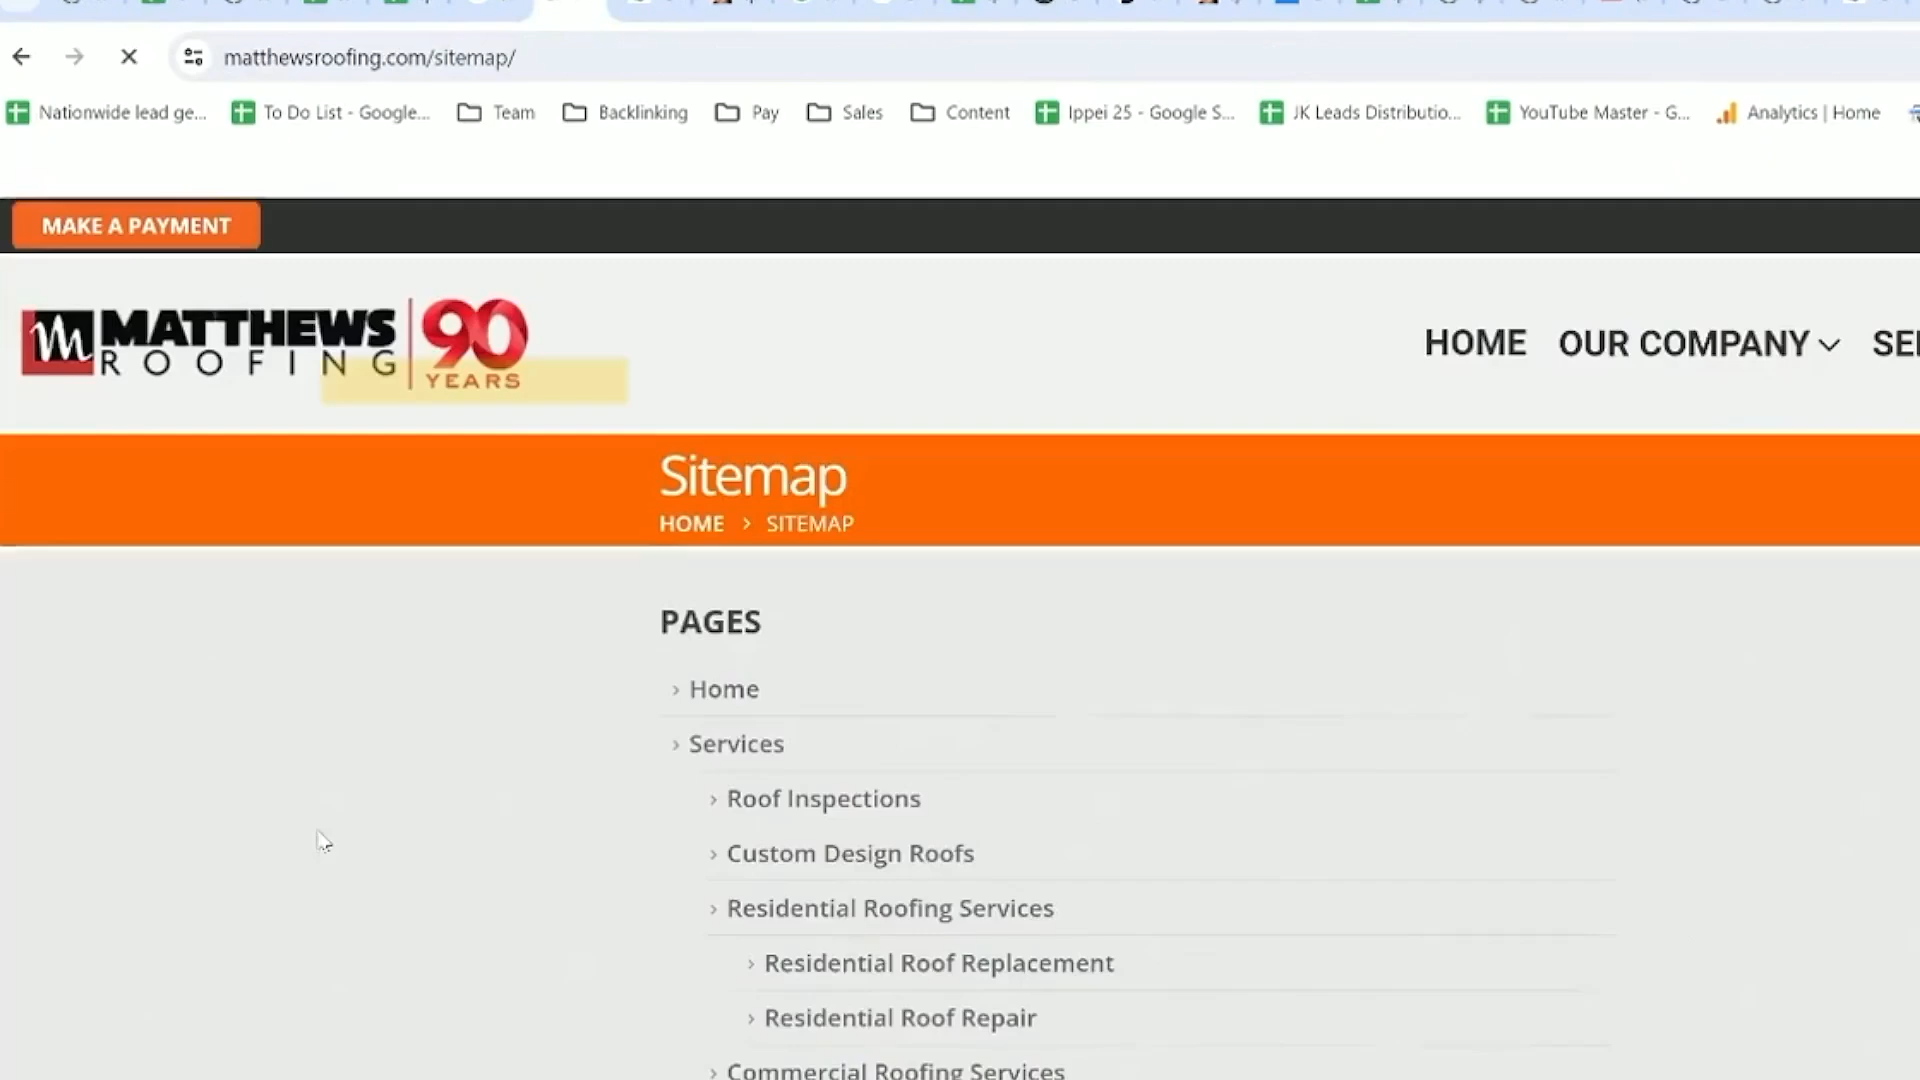 matthewsroofing.com/sitemap/
Nationwide lead ge... To Do List - Google... Team Backlinking Pay Sales Content Ippei 25 - Google S... JK Leads Distributio... YouTube Master - G... Analytics | Home
MAKE A PAYMENT
MATTHEWS
ROOFING
90
YEARS
HOME OUR COMPANY SE
Sitemap
HOME > SITEMAP
PAGES
› Home
› Services
› Roof Inspections
› Custom Design Roofs
› Residential Roofing Services
› Residential Roof Replacement
› Residential Roof Repair
› Commercial Roofing Services